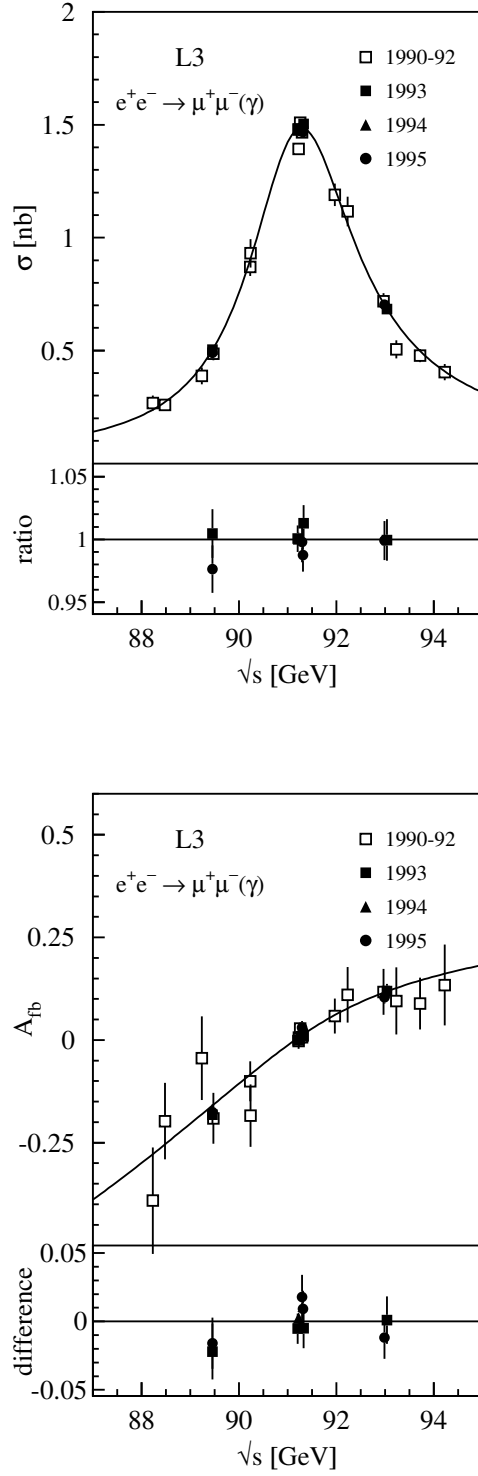 2
L3
1990-92
e⁺e⁻ → μ⁺μ⁻(γ)
1993
1.5
1994
1995
σ [nb]
1
0.5
1.05
ratio
1
0.95
88 90 92 94
√s [GeV]
0.5
L3
1990-92
e⁺e⁻ → μ⁺μ⁻(γ)
1993
1994
0.25
1995
A_fb
0
-0.25
0.05
difference
0
-0.05
88 90 92 94
√s [GeV]